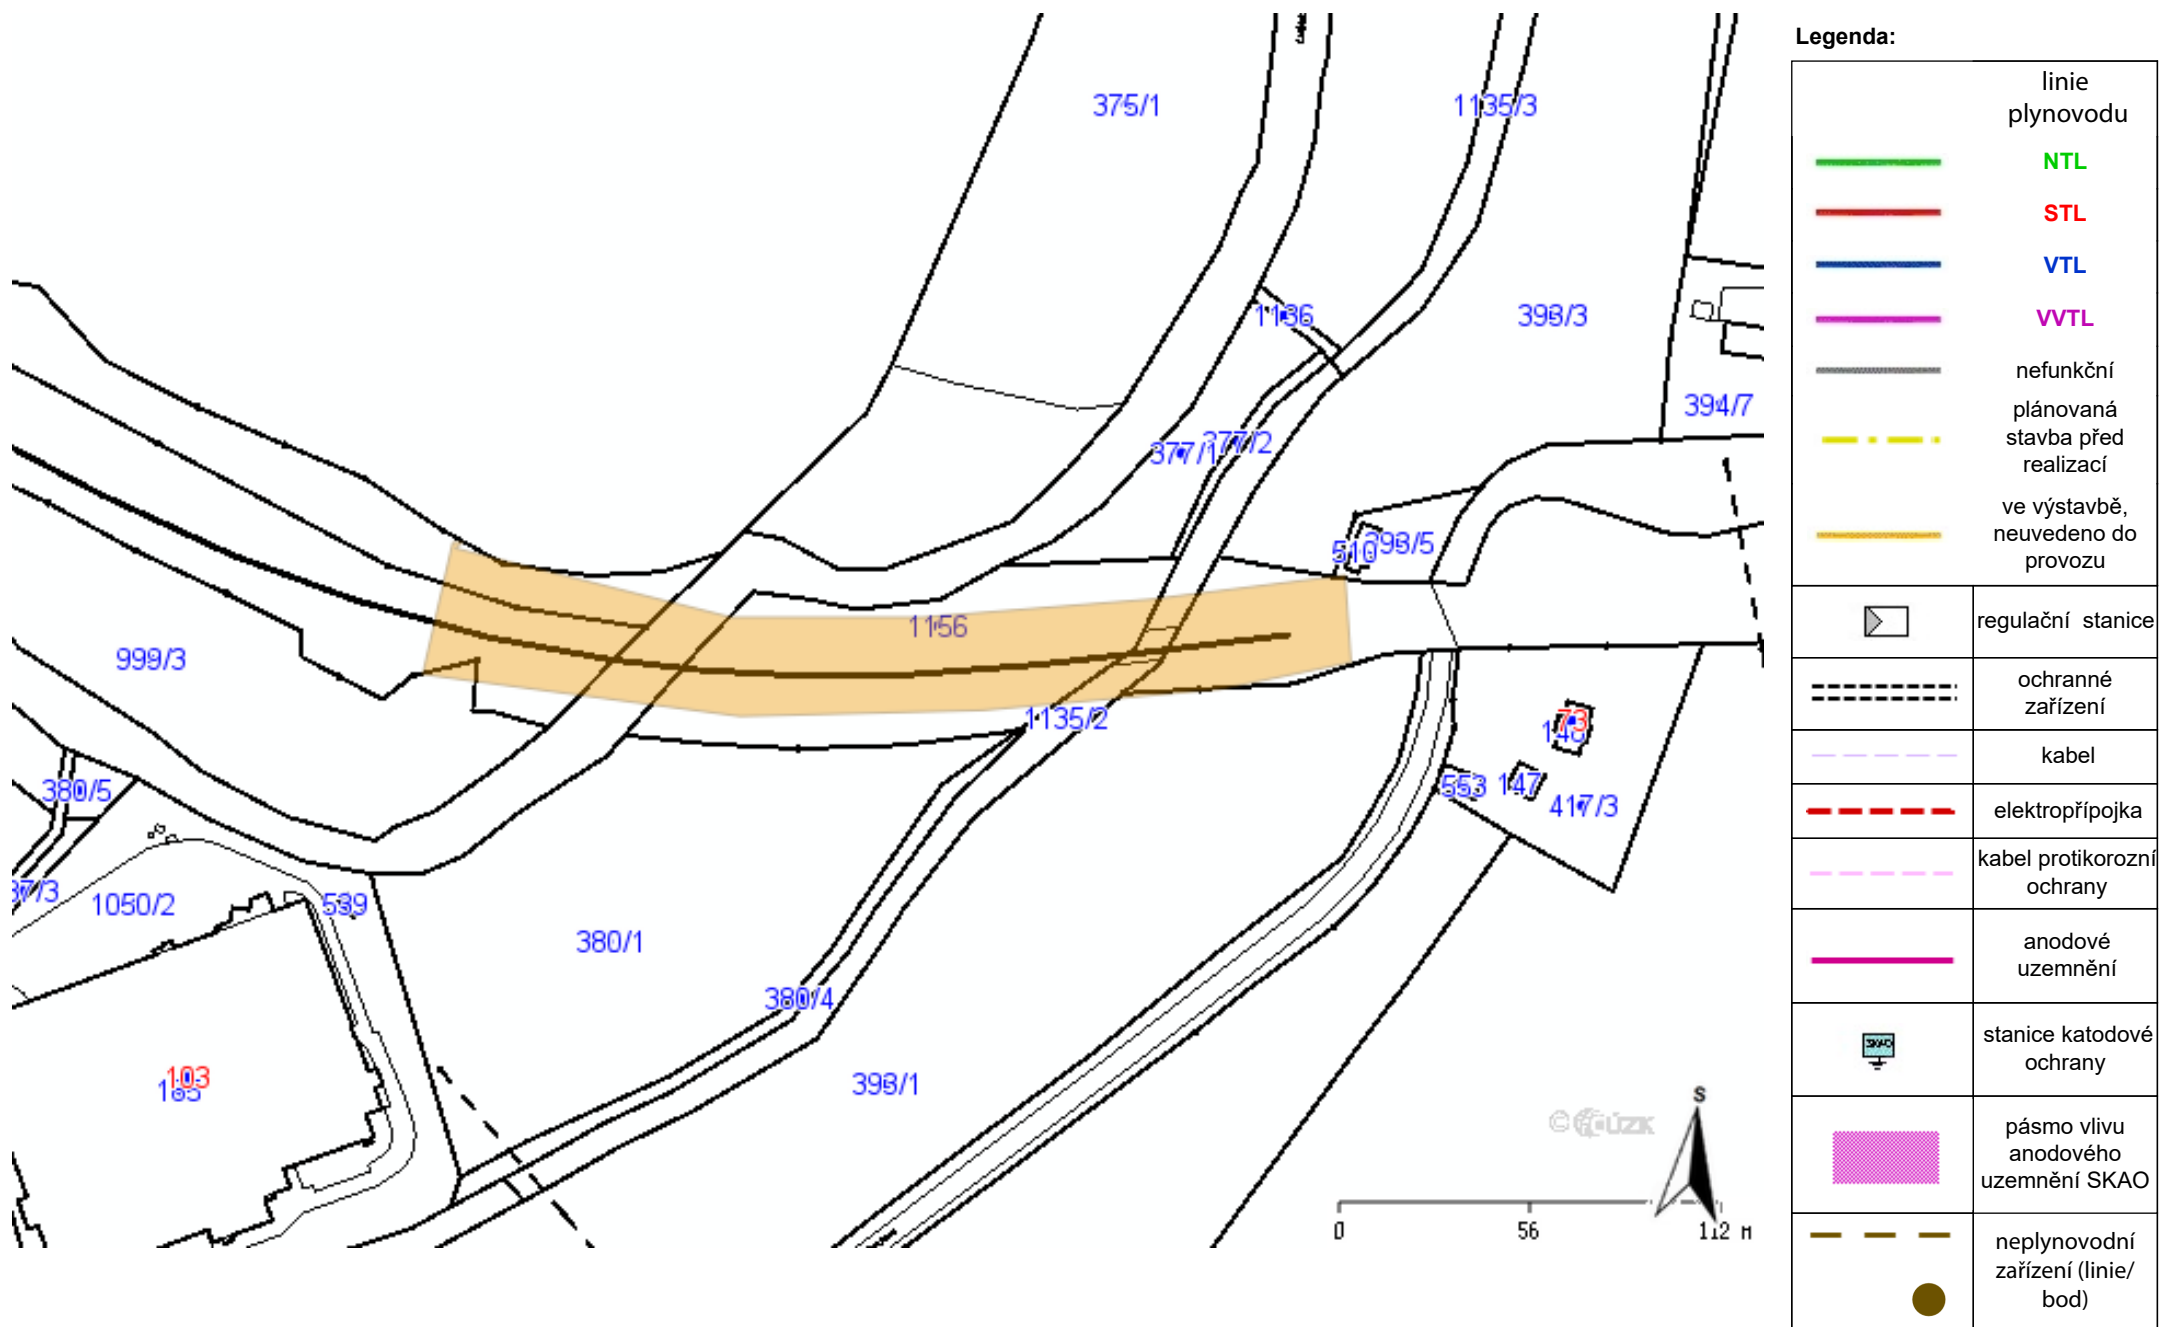 375/1
1135/3
1136
398/3
394/7
377/1
377/2
510
398/5
1156
999/3
1135/2
73
148
553
147
417/3
380/5
37/3
1050/2
539
380/1
380/4
398/1
103
185
S
0
56
112 M
Legenda:
linie
plynovodu
NTL
STL
VTL
VVTL
nefunkční
plánovaná
stavba před
realizací
ve výstavbě,
neuvedeno do
provozu
regulační stanice
ochranné
zařízení
kabel
elektropřípojka
kabel protikorozní
ochrany
anodové
uzemnění
SKAO
stanice katodové
ochrany
pásmo vlivu
anodového
uzemnění SKAO
neplynovodní
zařízení (linie/
bod)